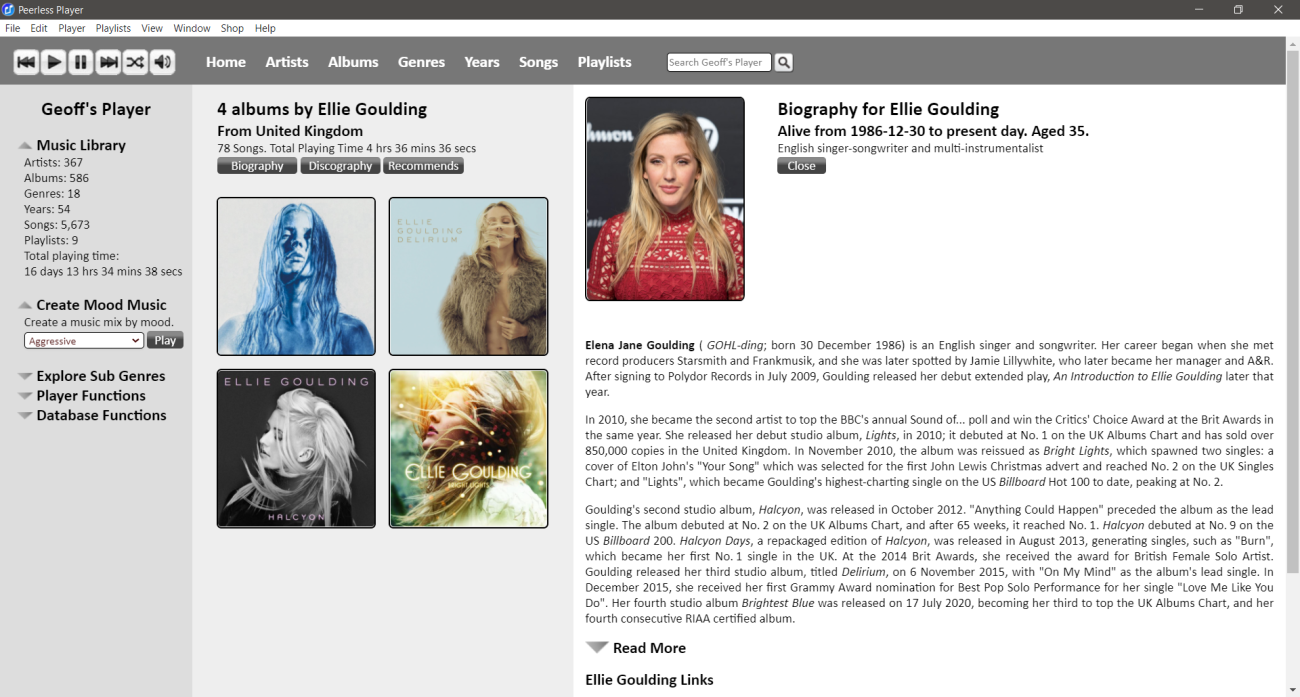 Peerless Player
File Edit Player Playlists View Window Shop Help
Home Artists Albums Genres Years Songs Playlists
Search Geoff's Player
Geoff's Player
Music Library
Artists: 367
Albums: 586
Genres: 18
Years: 54
Songs: 5,673
Playlists: 9
Total playing time:
16 days 13 hrs 34 mins 38 secs
Create Mood Music
Create a music mix by mood.
Aggressive
Play
Explore Sub Genres
Player Functions
Database Functions
4 albums by Ellie Goulding
From United Kingdom
78 Songs. Total Playing Time 4 hrs 36 mins 36 secs
Biography Discography Recommends
ELLIE
GOULDING
DELIRIUM
ELLIE GOULDING
HALCYON
ELLIE GOULDING
BRIGHT LIGHTS
Biography for Ellie Goulding
Alive from 1986-12-30 to present day. Aged 35.
English singer-songwriter and multi-instrumentalist
Close
Elena Jane Goulding ( GOHL-ding; born 30 December 1986) is an English singer and songwriter. Her career began when she met
record producers Starsmith and Frankmusik, and she was later spotted by Jamie Lillywhite, who later became her manager and A&R.
After signing to Polydor Records in July 2009, Goulding released her debut extended play, An Introduction to Ellie Goulding later that
year.
In 2010, she became the second artist to top the BBC's annual Sound of... poll and win the Critics' Choice Award at the Brit Awards in
the same year. She released her debut studio album, Lights, in 2010; it debuted at No. 1 on the UK Albums Chart and has sold over
850,000 copies in the United Kingdom. In November 2010, the album was reissued as Bright Lights, which spawned two singles: a
cover of Elton John's "Your Song" which was selected for the first John Lewis Christmas advert and reached No. 2 on the UK Singles
Chart; and "Lights", which became Goulding's highest-charting single on the US Billboard Hot 100 to date, peaking at No. 2.
Goulding's second studio album, Halcyon, was released in October 2012. "Anything Could Happen" preceded the album as the lead
single. The album debuted at No. 2 on the UK Albums Chart, and after 65 weeks, it reached No. 1. Halcyon debuted at No. 9 on the
US Billboard 200. Halcyon Days, a repackaged edition of Halcyon, was released in August 2013, generating singles, such as "Burn",
which became her first No. 1 single in the UK. At the 2014 Brit Awards, she received the award for British Female Solo Artist.
Goulding released her third studio album, titled Delirium, on 6 November 2015, with "On My Mind" as the album's lead single. In
December 2015, she received her first Grammy Award nomination for Best Pop Solo Performance for her single "Love Me Like You
Do". Her fourth studio album Brightest Blue was released on 17 July 2020, becoming her third to top the UK Albums Chart, and her
fourth consecutive RIAA certified album.
Read More
Ellie Goulding Links